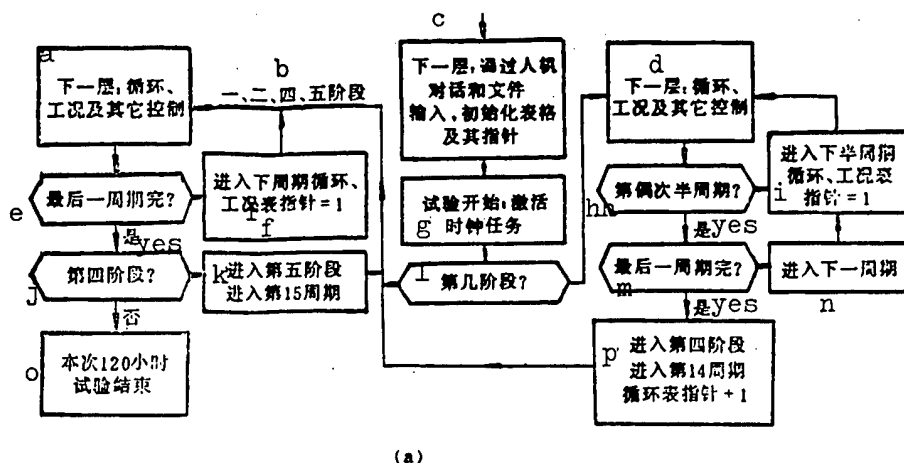 c
a
下一层：循环、
工况及其它控制
b
一、二、四、五阶段
下一层：通过人机
对话和文件
输入、初始化表格
及其指针
d
下一层：循环、
工况及其它控制
e
最后一周期完？
进入下周期循环、
工况表指针＝1
f
试验开始：激活
时钟任务
g
第偶次半周期？
h
进入下半周期
循环、工况表
指针＝1
i
是yes
是yes
J
第四阶段？
k
进入第五阶段
进入第15周期
l
第几阶段？
最后一周期完？
m
进入下一周期
n
否
是yes
o
本次120小时
试验结束
p
进入第四阶段
进入第14周期
循环表指针＋1
(a)